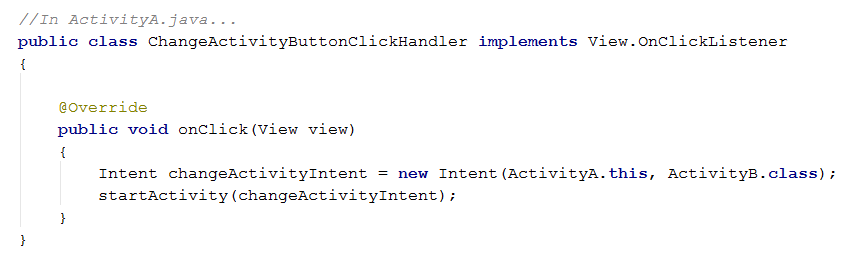 //In ActivityA.java...
public class ChangeActivityButtonClickHandler implements View.OnClickListener
{
@Override
public void onClick(View view)
{
Intent changeActivityIntent = new Intent(ActivityA.this, ActivityB.class);
startActivity(changeActivityIntent);
}
}